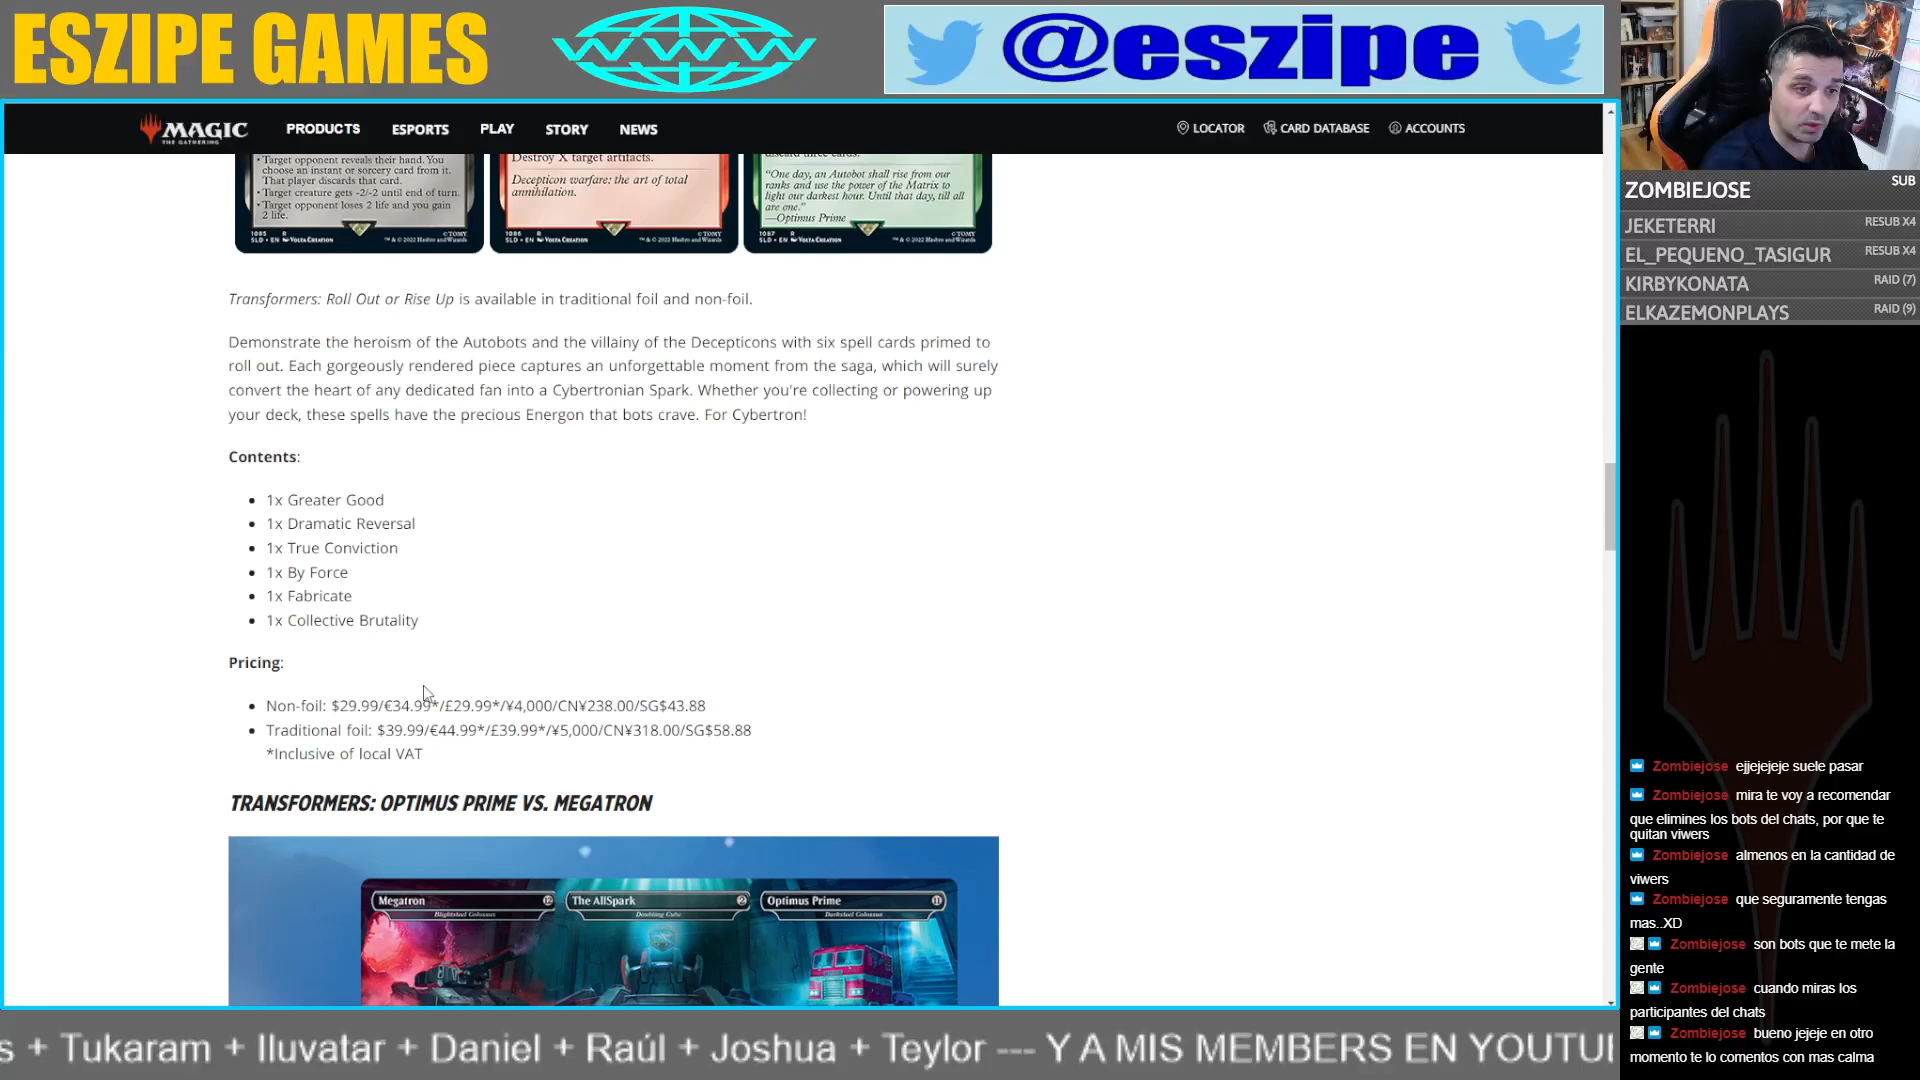 ESZIPE GAMES
WWW
@eszipe
MAGIC
THE GATHERING
PRODUCTS ESPORTS PLAY STORY NEWS
LOCATOR CARD DATABASE ACCOUNTS
• Target opponent reveals their hand. You
choose an instant or sorcery card from it.
That player discards that card.
• Target creature gets -2/-2 until end of turn.
• Target opponent loses 2 life and you gain
2 life.
1085 R
SLD • EN VOLTA CREATION
©TOMY
™ & © 2022 Hasbro and Wizards
Destroy X target artifacts.
Decepticon warfare: the art of total
annihilation.
1086 R
SLD • EN VOLTA CREATION
©TOMY
™ & © 2022 Hasbro and Wizards
discard three cards.
"One day, an Autobot shall rise from our
ranks and use the power of the Matrix to
light our darkest hour. Until that day, till all
are one."
—Optimus Prime
1087 R
SLD • EN VOLTA CREATION
©TOMY
™ & © 2022 Hasbro and Wizards
Transformers: Roll Out or Rise Up is available in traditional foil and non-foil.
Demonstrate the heroism of the Autobots and the villainy of the Decepticons with six spell cards primed to
roll out. Each gorgeously rendered piece captures an unforgettable moment from the saga, which will surely
convert the heart of any dedicated fan into a Cybertronian Spark. Whether you're collecting or powering up
your deck, these spells have the precious Energon that bots crave. For Cybertron!
Contents:
• 1x Greater Good
• 1x Dramatic Reversal
• 1x True Conviction
• 1x By Force
• 1x Fabricate
• 1x Collective Brutality
Pricing:
• Non-foil: $29.99/€34.99*/£29.99*/¥4,000/CN¥238.00/SG$43.88
• Traditional foil: $39.99/€44.99*/£39.99*/¥5,000/CN¥318.00/SG$58.88
*Inclusive of local VAT
TRANSFORMERS: OPTIMUS PRIME VS. MEGATRON
Megatron 12
Blightsteel Colossus
The AllSpark 2
Doubling Cube
Optimus Prime 11
Darksteel Colossus
ZOMBIEJOSE SUB
JEKETERRI RESUB X4
EL_PEQUENO_TASIGUR RESUB X4
KIRBYKONATA RAID (7)
ELKAZEMONPLAYS RAID (9)
Zombiejose ejjejejeje suele pasar
Zombiejose mira te voy a recomendar
que elimines los bots del chats, por que te
quitan viwers
Zombiejose almenos en la cantidad de
viwers
Zombiejose que seguramente tengas
mas..XD
Zombiejose son bots que te mete la
gente
Zombiejose cuando miras los
participantes del chats
Zombiejose bueno jejeje en otro
momento te lo comentos con mas calma
s + Tukaram + Iluvatar + Daniel + Raúl + Joshua + Teylor --- Y A MIS MEMBERS EN YOUTU